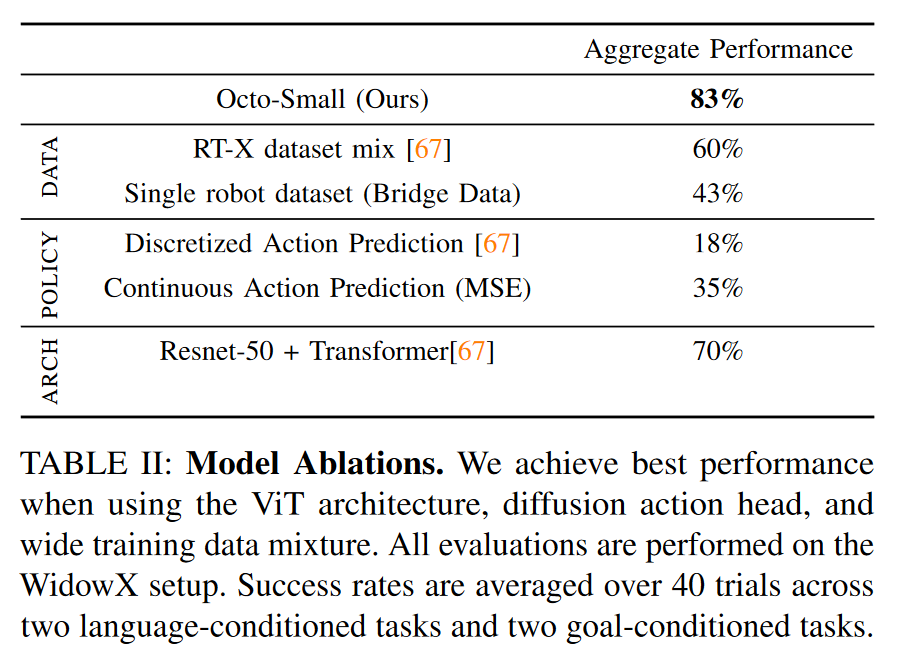 Aggregate Performance
Octo-Small (Ours) 83%
DATA
RT-X dataset mix [67] 60%
Single robot dataset (Bridge Data) 43%
POLICY
Discretized Action Prediction [67] 18%
Continuous Action Prediction (MSE) 35%
ARCH
Resnet-50 + Transformer[67] 70%
TABLE II: Model Ablations. We achieve best performance
when using the ViT architecture, diffusion action head, and
wide training data mixture. All evaluations are performed on the
WidowX setup. Success rates are averaged over 40 trials across
two language-conditioned tasks and two goal-conditioned tasks.